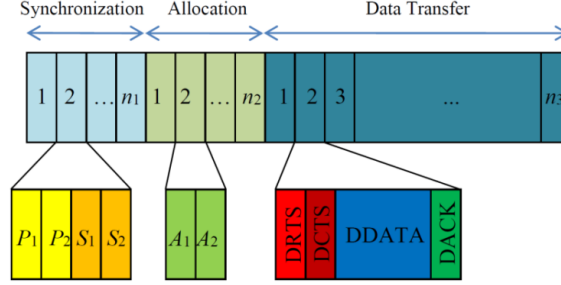 Synchronization Allocation Data Transfer
1 2 ... n1 1 2 ... n2 1 2 3 ... n3
P1 P2 S1 S2 A1 A2 DRTS DCTS DDATA DACK